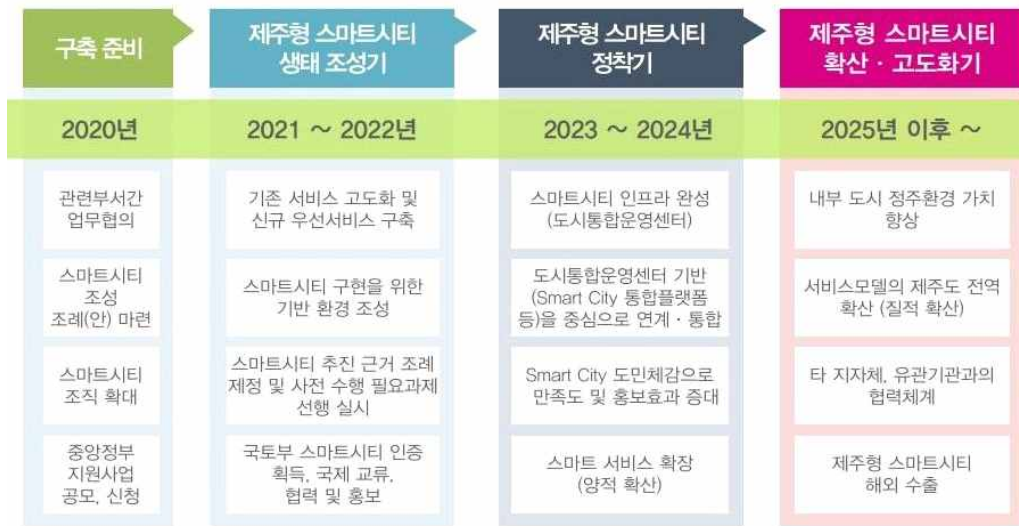 구축 준비
제주형 스마트시티
생태 조성기
제주형 스마트시티
정착기
제주형 스마트시티
확산 · 고도화기
2020년
2021 ~ 2022년
2023 ~ 2024년
2025년 이후 ~
관련부서간
업무협의
스마트시티
조성
조례(안) 마련
스마트시티
조직 확대
중앙정부
지원사업
공모, 신청
기존 서비스 고도화 및
신규 우선서비스 구축
스마트시티 구현을 위한
기반 환경 조성
스마트시티 추진 근거 조례
제정 및 사전 수행 필요과제
선행 실시
국토부 스마트시티 인증
획득, 국제 교류,
협력 및 홍보
스마트시티 인프라 완성
(도시통합운영센터)
도시통합운영센터 기반
(Smart City 통합플랫폼
등)을 중심으로 연계 · 통합
Smart City 도민체감으로
만족도 및 홍보효과 증대
스마트 서비스 확장
(양적 확산)
내부 도시 정주환경 가치
향상
서비스모델의 제주도 전역
확산 (질적 확산)
타 지자체, 유관기관과의
협력체계
제주형 스마트시티
해외 수출